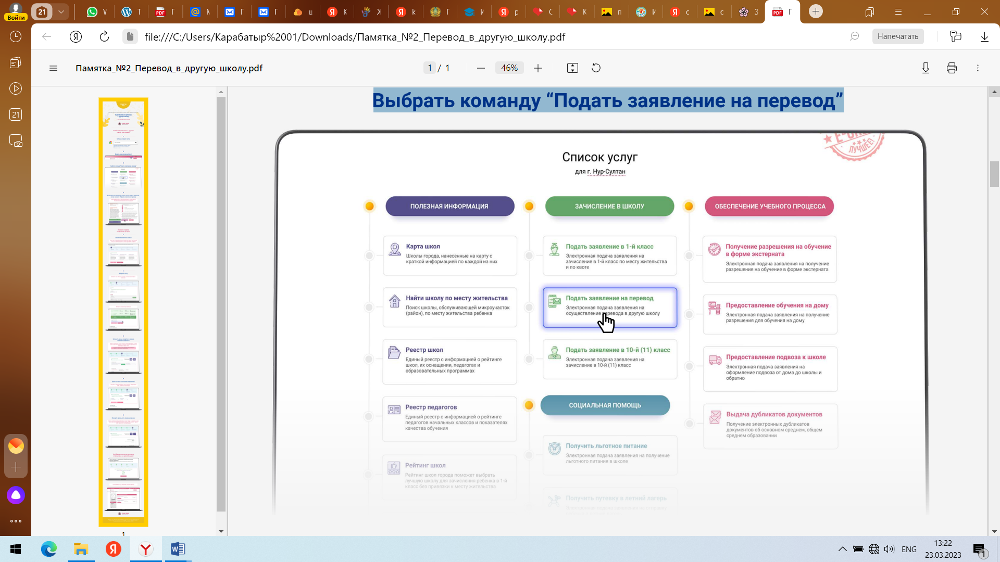 Войти
21
file:///C:/Users/Карабатыр%2001/Downloads/Памятка_№2_Перевод_в_другую_школу.pdf
Напечатать
Памятка_№2_Перевод_в_другую_школу.pdf
1 / 1
46%
21
Выбрать команду “Подать заявление на перевод”
ЛУЧШЕЕ!
Список услуг
для г. Нур-Султан
ПОЛЕЗНАЯ ИНФОРМАЦИЯ
Карта школ
Школы города, нанесенные на карту с
краткой информацией по каждой из них
Найти школу по месту жительства
Поиск школы, обслуживающей микроучасток
(район), по месту жительства ребенка
Реестр школ
Единый реестр с информацией о рейтинге
школ, их оснащении, педагогах и
образовательных программах
Реестр педагогов
Единый реестр с информацией о рейтинге
педагогов начальных классов и показателях
качества обучения
Рейтинг школ
Рейтинг школ города поможет выбрать
лучшую школу для зачисления ребенка в 1-й
класс без привязки к месту жительства
ЗАЧИСЛЕНИЕ В ШКОЛУ
Подать заявление в 1-й класс
Электронная подача заявления на
зачисление в 1-й класс по месту жительства
и по квоте
Подать заявление на перевод
Электронная подача заявления на
осуществление перевода в другую школу
Подать заявление в 10-й (11) класс
Электронная подача заявления на
зачисление в 10-й (11) класс
СОЦИАЛЬНАЯ ПОМОЩЬ
Получить льготное питание
Электронная подача заявления на получение
льготного питания в школе
Получить путевку в летний лагерь
ОБЕСПЕЧЕНИЕ УЧЕБНОГО ПРОЦЕССА
Получение разрешения на обучение
в форме экстерната
Электронная подача заявления на получение
разрешения на обучение в форме экстерната
Предоставление обучения на дому
Электронная подача заявления на получение
разрешения для обучения на дому
Предоставление подвоза к школе
Электронная подача заявления на
оформление подвоза от дома до школы и
обратно
Выдача дубликатов документов
Получение электронных дубликатов
документов об основном среднем, общем
среднем образовании
1
ENG
13:22
23.03.2023
1